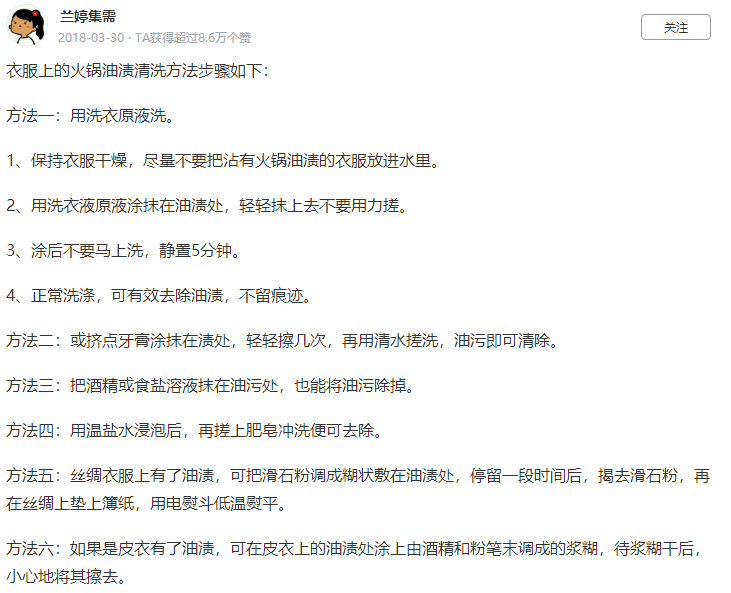 兰婷集需
2018-03-30 · TA获得超过8.6万个赞
关注
衣服上的火锅油渍清洗方法步骤如下：
方法一：用洗衣原液洗。
1、保持衣服干燥，尽量不要把沾有火锅油渍的衣服放进水里。
2、用洗衣液原液涂抹在油渍处，轻轻抹上去不要用力搓。
3、涂后不要马上洗，静置5分钟。
4、正常洗涤，可有效去除油渍，不留痕迹。
方法二：或挤点牙膏涂抹在渍处，轻轻擦几次，再用清水搓洗，油污即可清除。
方法三：把酒精或食盐溶液抹在油污处，也能将油污除掉。
方法四：用温盐水浸泡后，再搓上肥皂冲洗便可去除。
方法五：丝绸衣服上有了油渍，可把滑石粉调成糊状敷在油渍处，停留一段时间后，揭去滑石粉，再
在丝绸上垫上簿纸，用电熨斗低温熨平。
方法六：如果是皮衣有了油渍，可在皮衣上的油渍处涂上由酒精和粉笔末调成的浆糊，待浆糊干后，
小心地将其擦去。